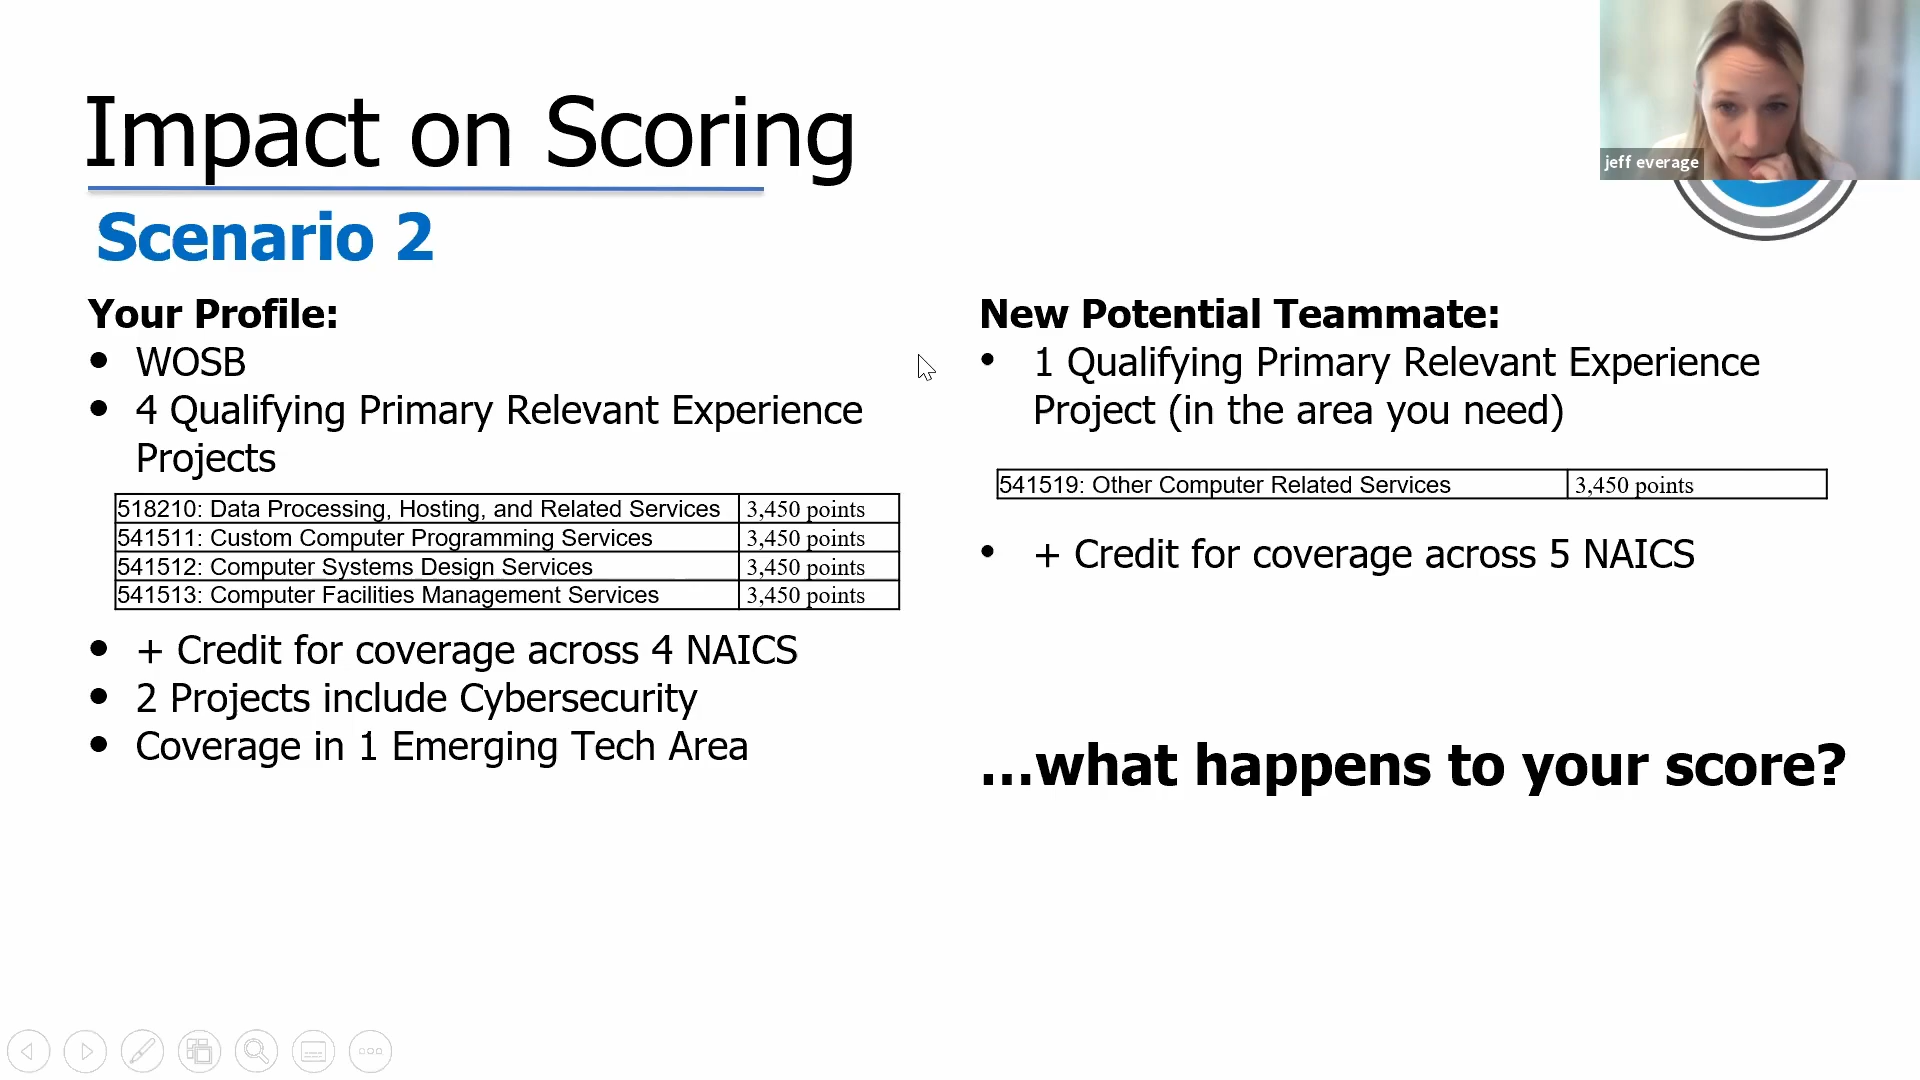 Impact on Scoring
jeff everage
Scenario 2
Your Profile:
• WOSB
• 4 Qualifying Primary Relevant Experience
Projects
518210: Data Processing, Hosting, and Related Services 3,450 points
541511: Custom Computer Programming Services 3,450 points
541512: Computer Systems Design Services 3,450 points
541513: Computer Facilities Management Services 3,450 points
• + Credit for coverage across 4 NAICS
• 2 Projects include Cybersecurity
• Coverage in 1 Emerging Tech Area
New Potential Teammate:
• 1 Qualifying Primary Relevant Experience
Project (in the area you need)
541519: Other Computer Related Services 3,450 points
• + Credit for coverage across 5 NAICS
...what happens to your score?